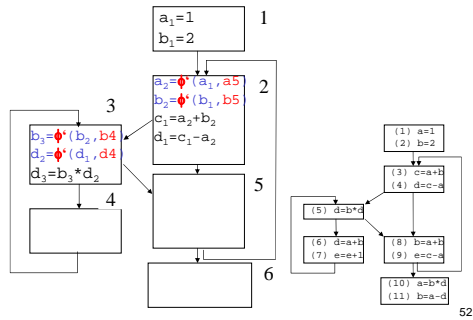 1
a₁=1
b₁=2
2
a₂=ϕ‘(a₁,a5)
b₂=ϕ‘(b₁,b5)
c₁=a₂+b₂
d₁=c₁-a₂
3
b₃=ϕ‘(b₂,b4)
d₂=ϕ‘(d₁,d4)
d₃=b₃*d₂
4
5
6
(1) a=1
(2) b=2
(3) c=a+b
(4) d=c-a
(5) d=b*d
(6) d=a+b
(7) e=e+1
(8) b=a+b
(9) e=c-a
(10) a=b*d
(11) b=a-d
52